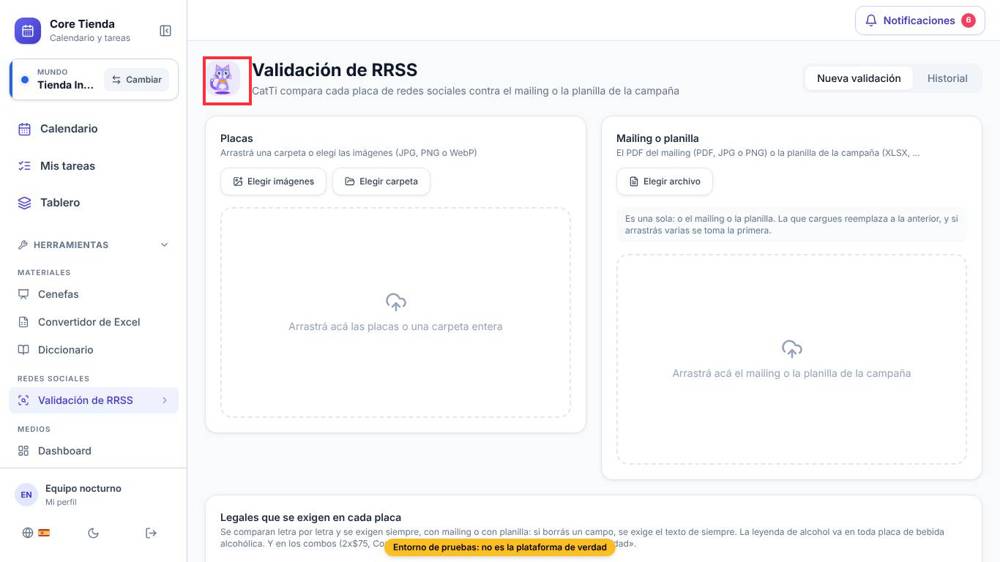 Core Tienda
Calendario y tareas
Notificaciones 6
MUNDO
Tienda In...
Cambiar
Calendario
Mis tareas
Tablero
HERRAMIENTAS
MATERIALES
Cenefas
Convertidor de Excel
Diccionario
REDES SOCIALES
Validación de RRSS
MEDIOS
Dashboard
EN
Equipo nocturno
Mi perfil
Validación de RRSS
CatTi compara cada placa de redes sociales contra el mailing o la planilla de la campaña
Nueva validación
Historial
Placas
Arrastrá una carpeta o elegí las imágenes (JPG, PNG o WebP)
Elegir imágenes
Elegir carpeta
Arrastrá acá las placas o una carpeta entera
Mailing o planilla
El PDF del mailing (PDF, JPG o PNG) o la planilla de la campaña (XLSX, ...
Elegir archivo
Es una sola: o el mailing o la planilla. La que cargues reemplaza a la anterior, y si
arrastrás varias se toma la primera.
Arrastrá acá el mailing o la planilla de la campaña
Legales que se exigen en cada placa
Se comparan letra por letra y se exigen siempre, con mailing o con planilla: si borrás un campo, se exige el texto de siempre. La leyenda de alcohol va en toda placa de bebida
alcohólica. Y en los combos (2x$75, Co
Entorno de pruebas: no es la plataforma de verdad